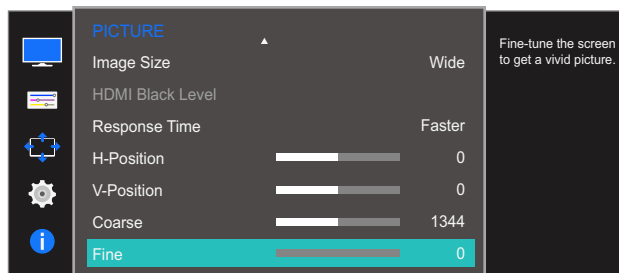 PICTURE
Image Size Wide
HDMI Black Level
Response Time Faster
H-Position 0
V-Position 0
Coarse 1344
Fine 0
Fine-tune the screen
to get a vivid picture.